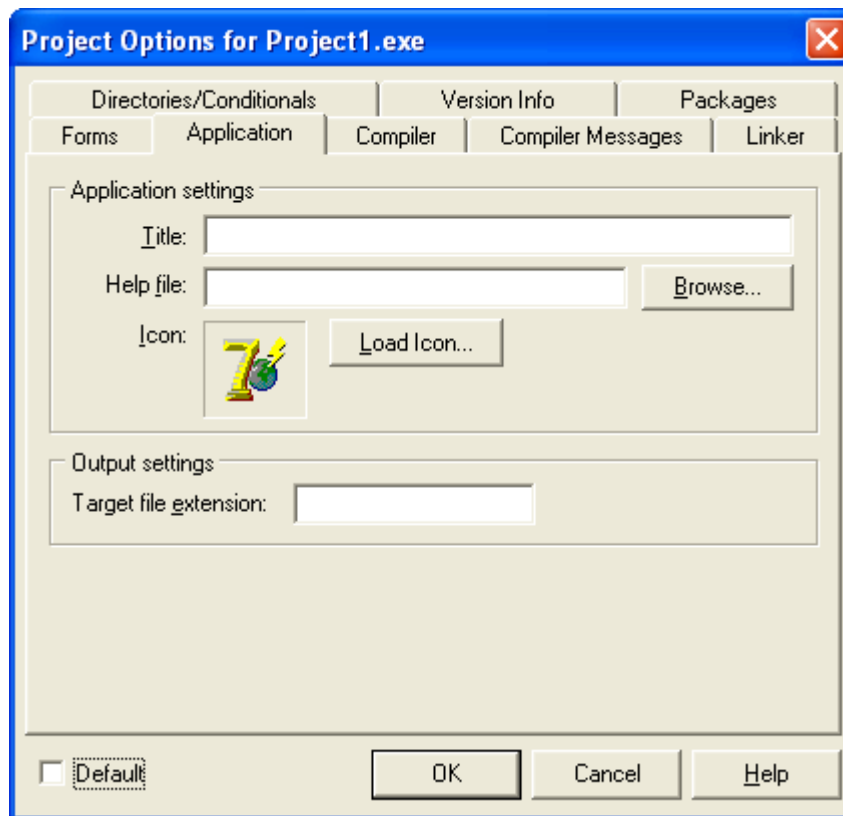 Project Options for Project1.exe
Directories/Conditionals Version Info Packages
Forms Application Compiler Compiler Messages Linker
Application settings
Title:
Help file: Browse...
Icon: 7 Load Icon...
Output settings
Target file extension:
Default OK Cancel Help